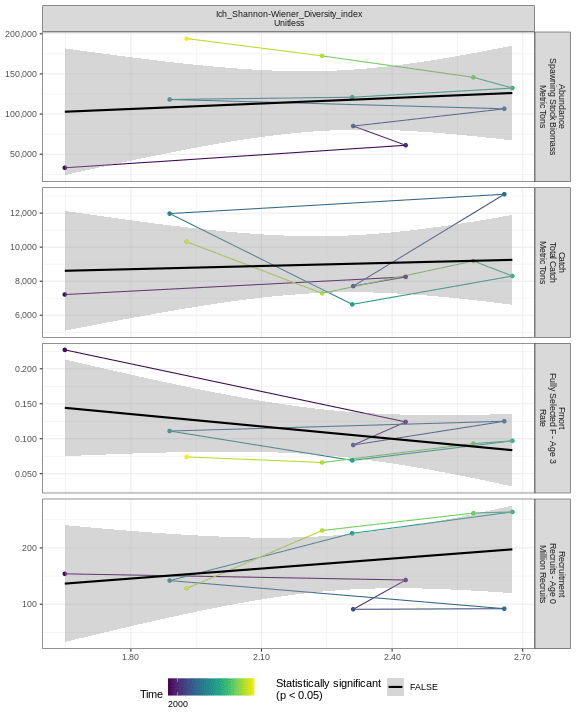 Ich_Shannon-Wiener_Diversity_index
Unitless
200,000
150,000
100,000
50,000
Abundance
Spawning Stock Biomass
Metric Tons
12,000
10,000
8,000
6,000
Catch
Total Catch
Metric Tons
0.200
0.150
0.100
0.050
Fmort
Fully Selected F - Age 3
Rate
200
100
Recruitment
Recruits - Age 0
Million Recruits
1.80 2.10 2.40 2.70
Time
2000
Statistically significant
(p < 0.05)
FALSE